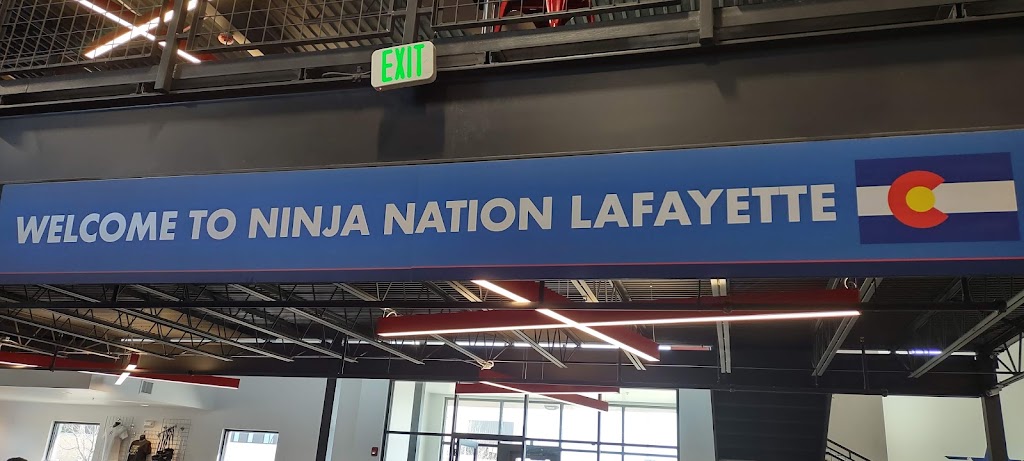 EXIT
WELCOME TO NINJA NATION LAFAYETTE